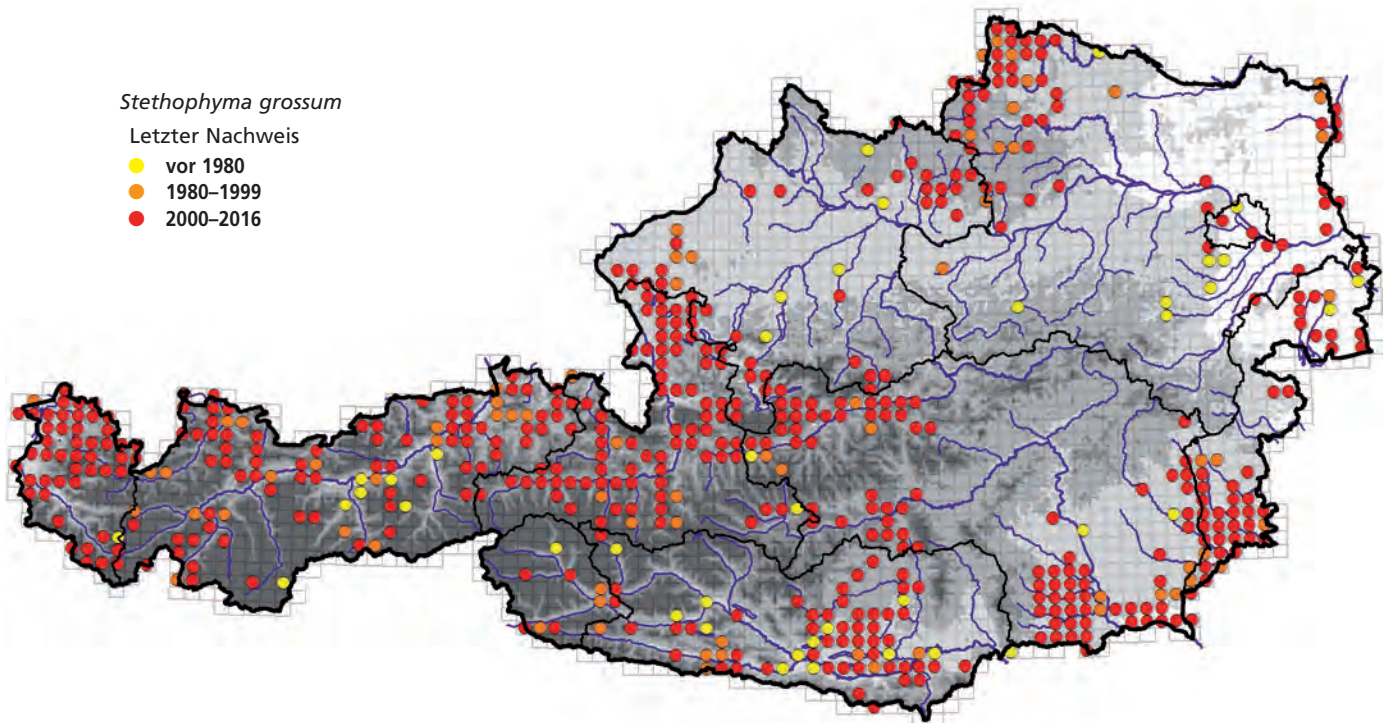 Stethophyma grossum
Letzter Nachweis
vor 1980
1980–1999
2000–2016